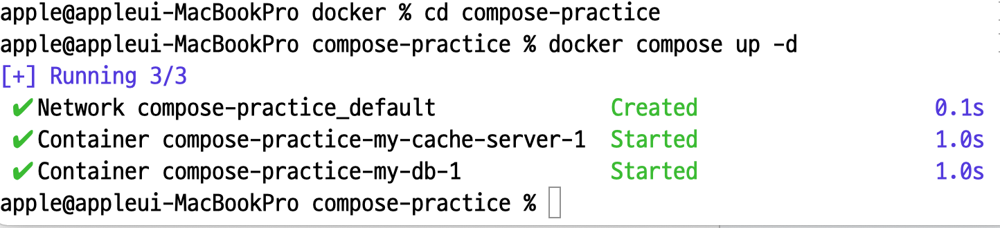 apple@appleui-MacBookPro docker % cd compose-practice
apple@appleui-MacBookPro compose-practice % docker compose up -d
[+] Running 3/3
✔ Network compose-practice_default Created 0.1s
✔ Container compose-practice-my-cache-server-1 Started 1.0s
✔ Container compose-practice-my-db-1 Started 1.0s
apple@appleui-MacBookPro compose-practice %